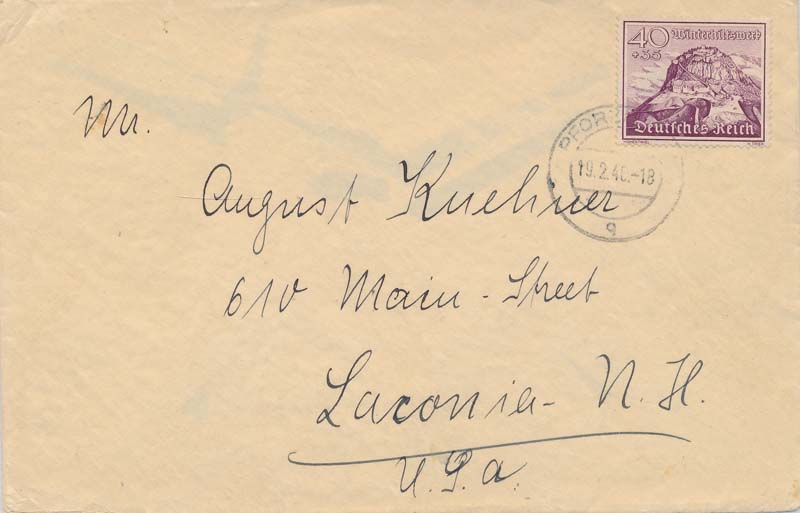 40 Winterhilfswerk
+35
Deutsches Reich
19.2.40.-18
g
Mr.
August Kuehner
610 Main-Street
Laconia- N. H.
U.S.a.